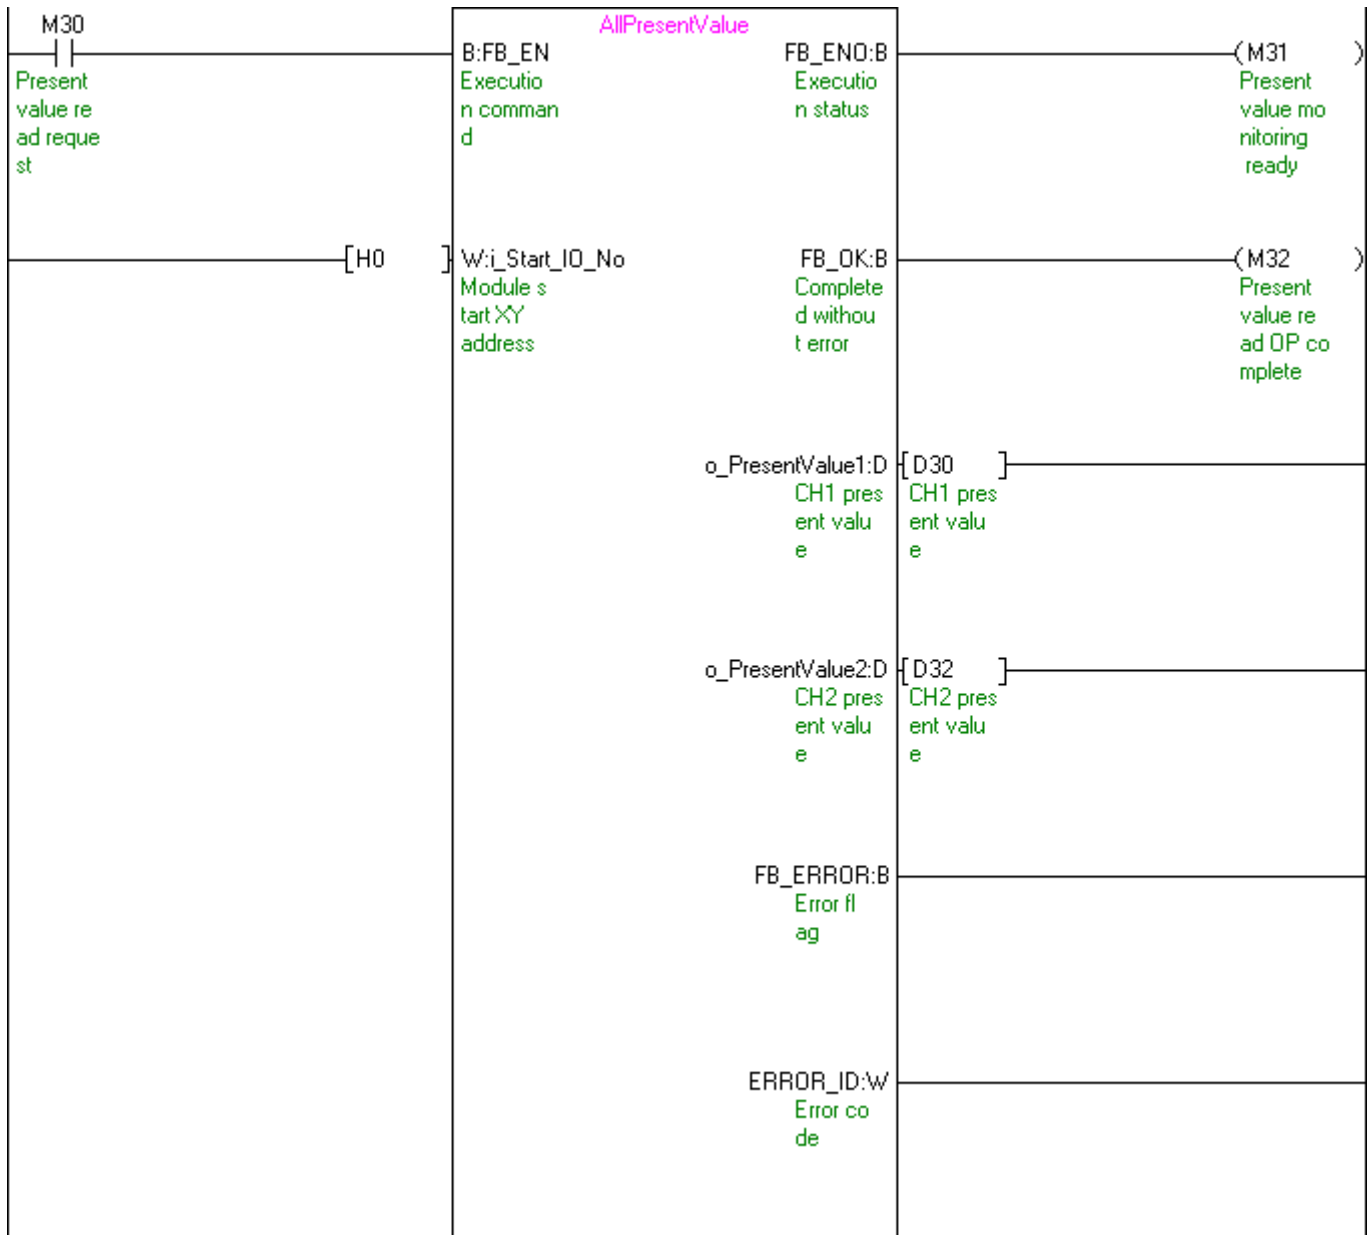 M30
AllPresentValue
B:FB_EN
FB_ENO:B
(M31 )
Present
value re
ad reque
st
Executio
n comman
d
Executio
n status
Present
value mo
nitoring
ready
[H0 ]
W:i_Start_IO_No
FB_OK:B
(M32 )
Module s
tart XY
address
Complete
d withou
t error
Present
value re
ad OP co
mplete
o_PresentValue1:D
[D30 ]
CH1 pres
ent valu
e
CH1 pres
ent valu
e
o_PresentValue2:D
[D32 ]
CH2 pres
ent valu
e
CH2 pres
ent valu
e
FB_ERROR:B
Error fl
ag
ERROR_ID:W
Error co
de